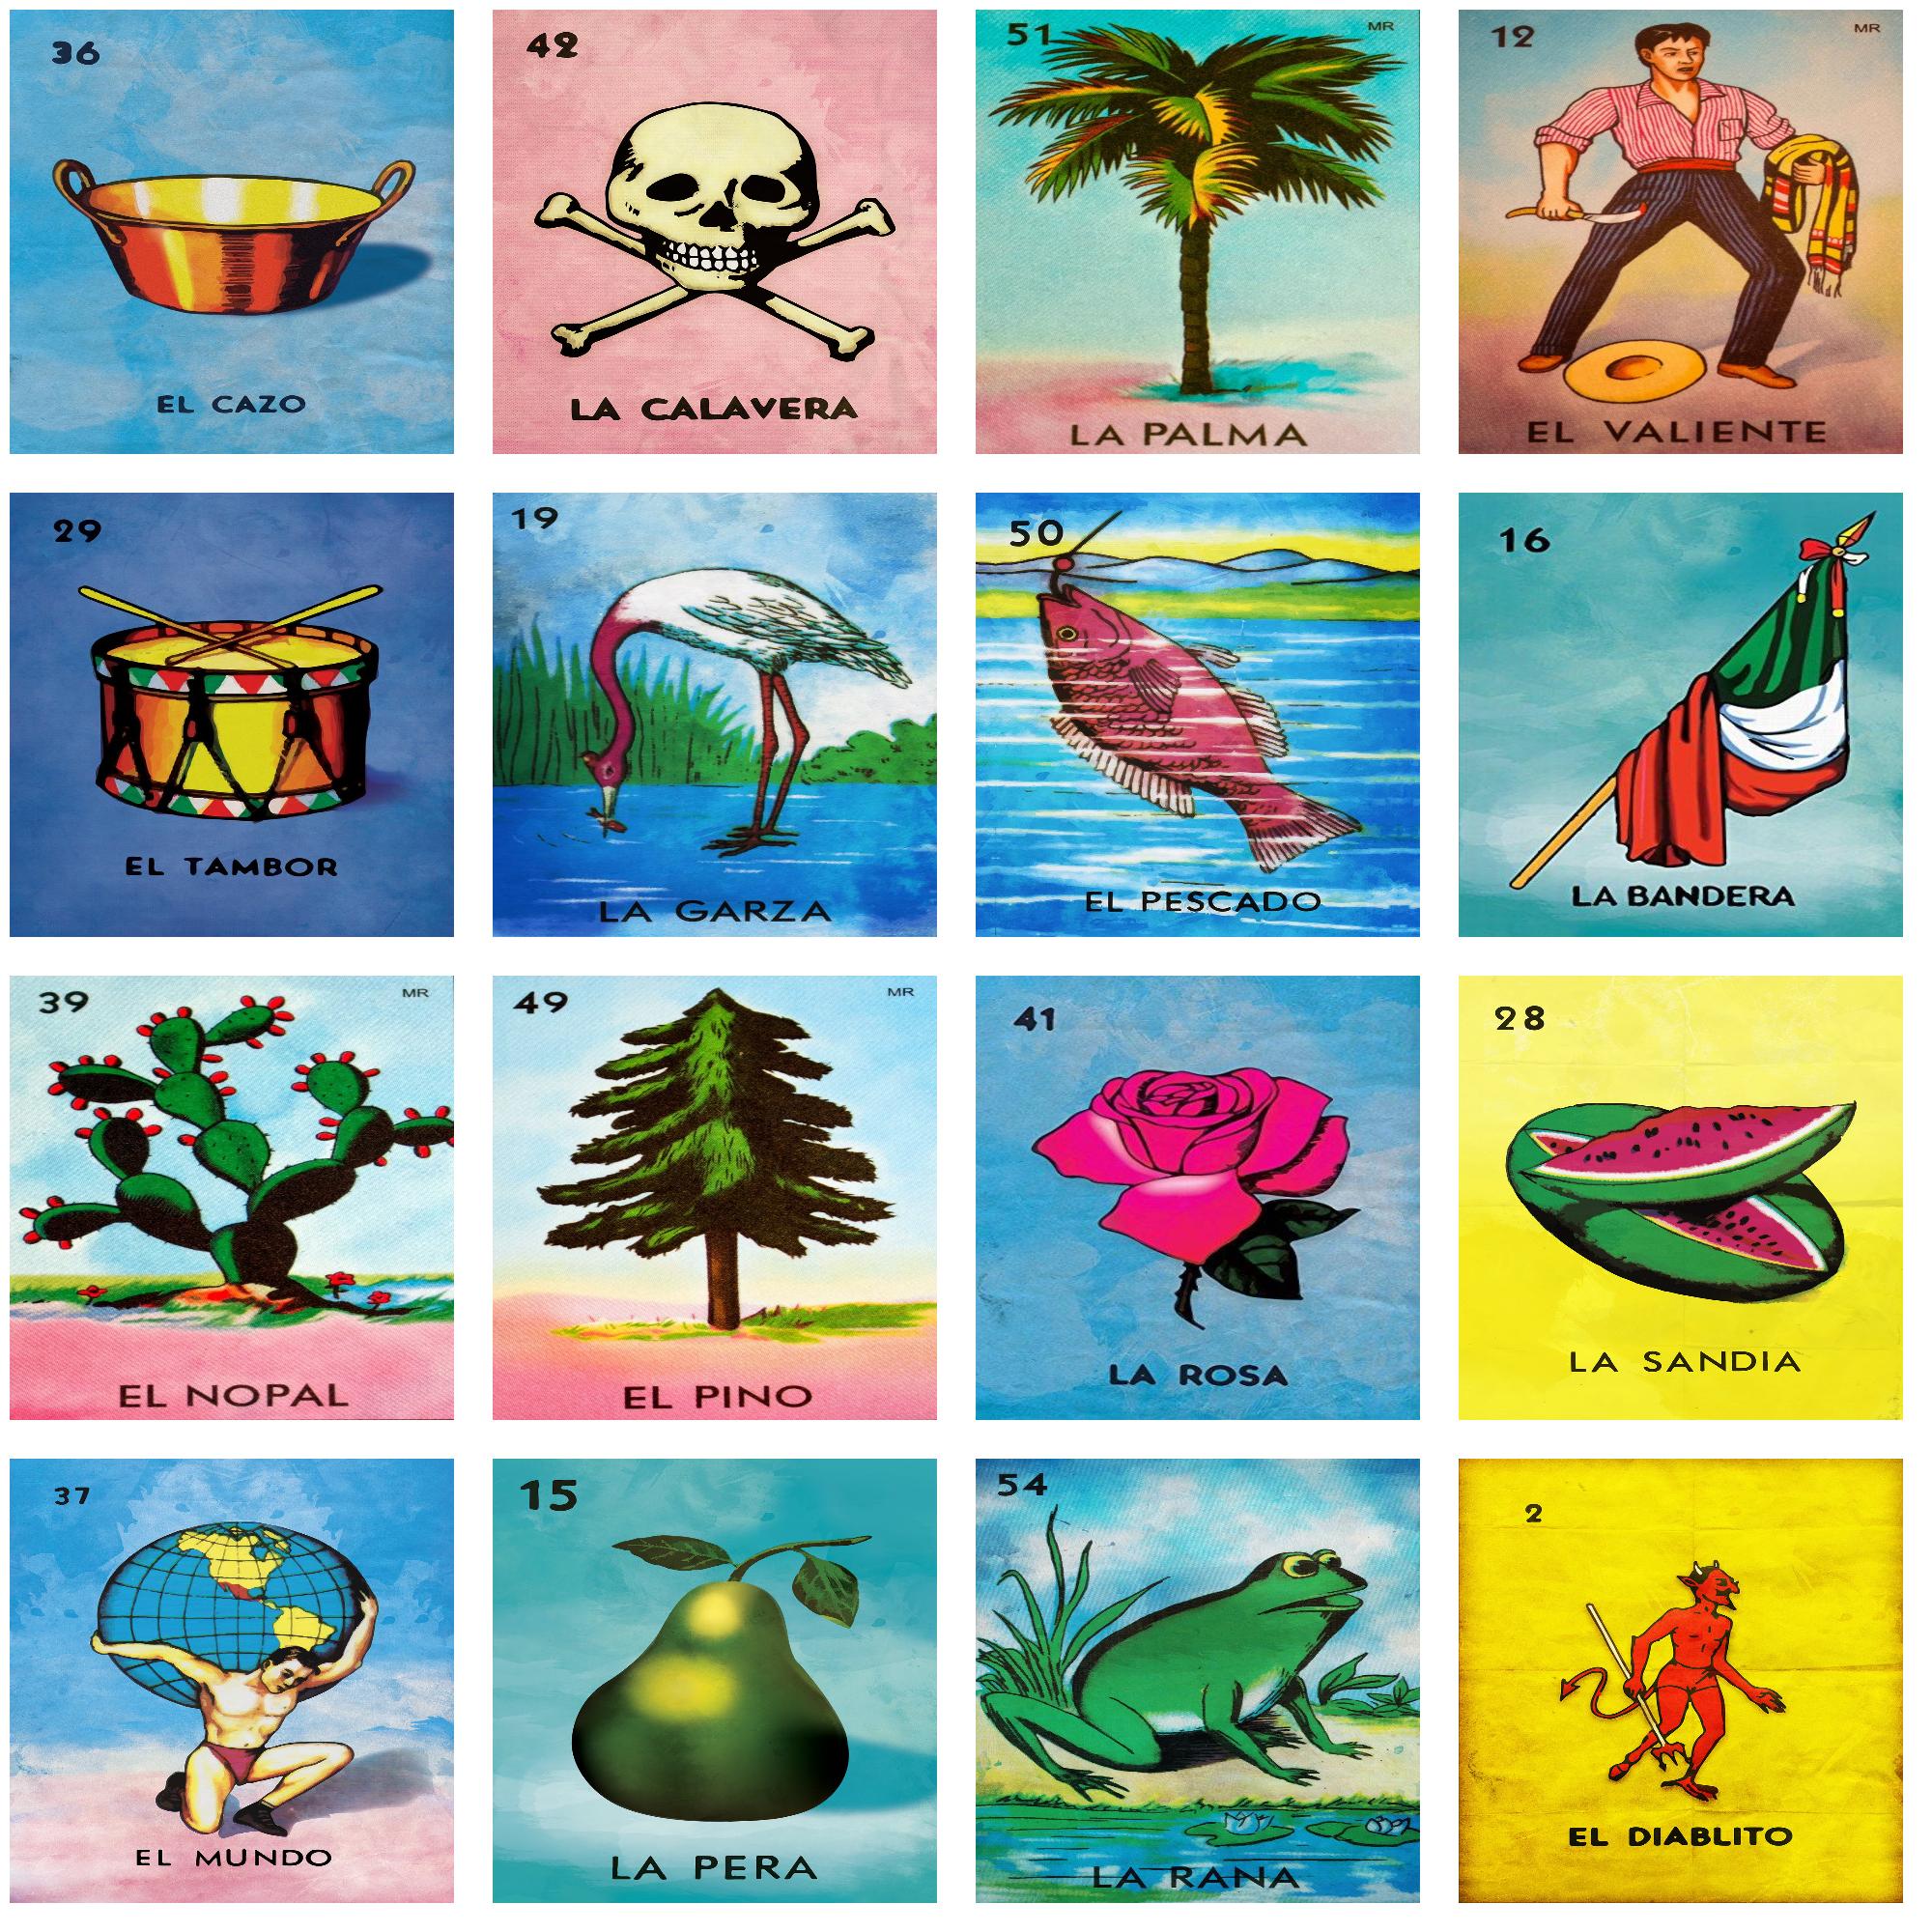 36
EL CAZO
42
LA CALAVERA
51 MR
LA PALMA
12 MR
EL VALIENTE
29
EL TAMBOR
19
LA GARZA
50
EL PESCADO
16
LA BANDERA
39 MR
EL NOPAL
49 MR
EL PINO
41
LA ROSA
28
LA SANDIA
37
EL MUNDO
15
LA PERA
54
LA RANA
2
EL DIABLITO